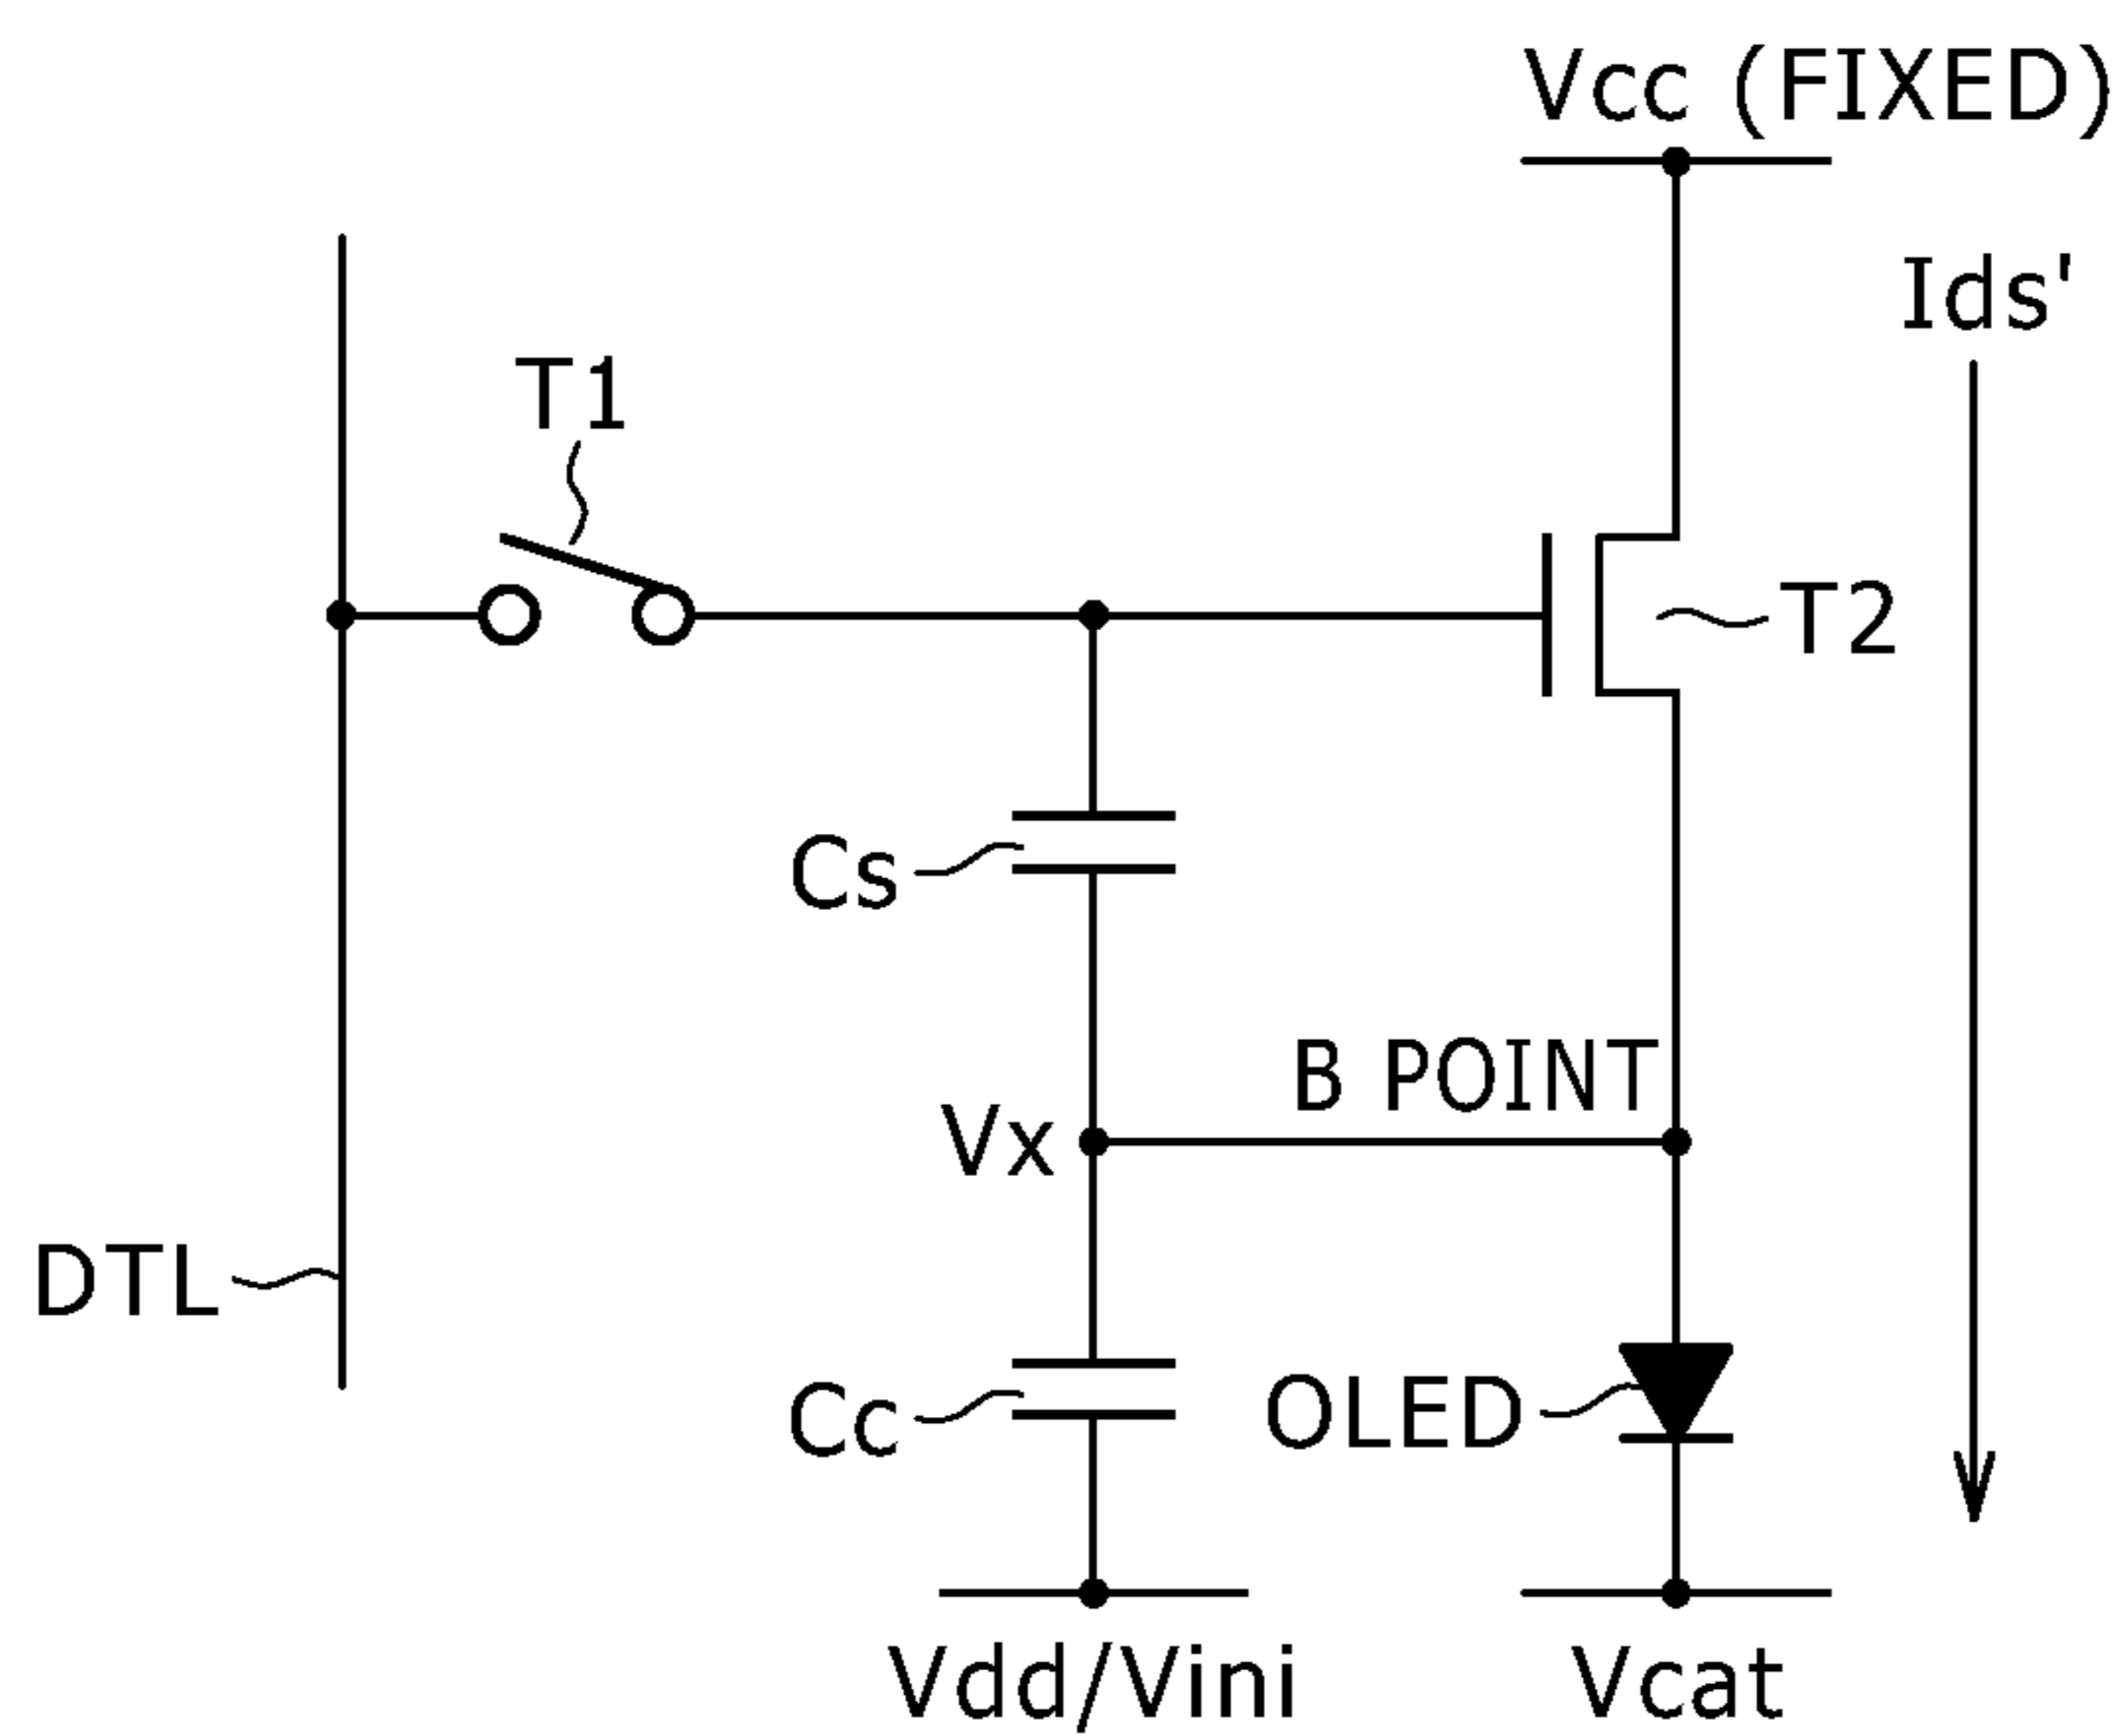 Vcc (FIXED)
Ids'
T1
T2
Cs
B POINT
Vx
DTL
Cc
OLED
Vdd/Vini
Vcat